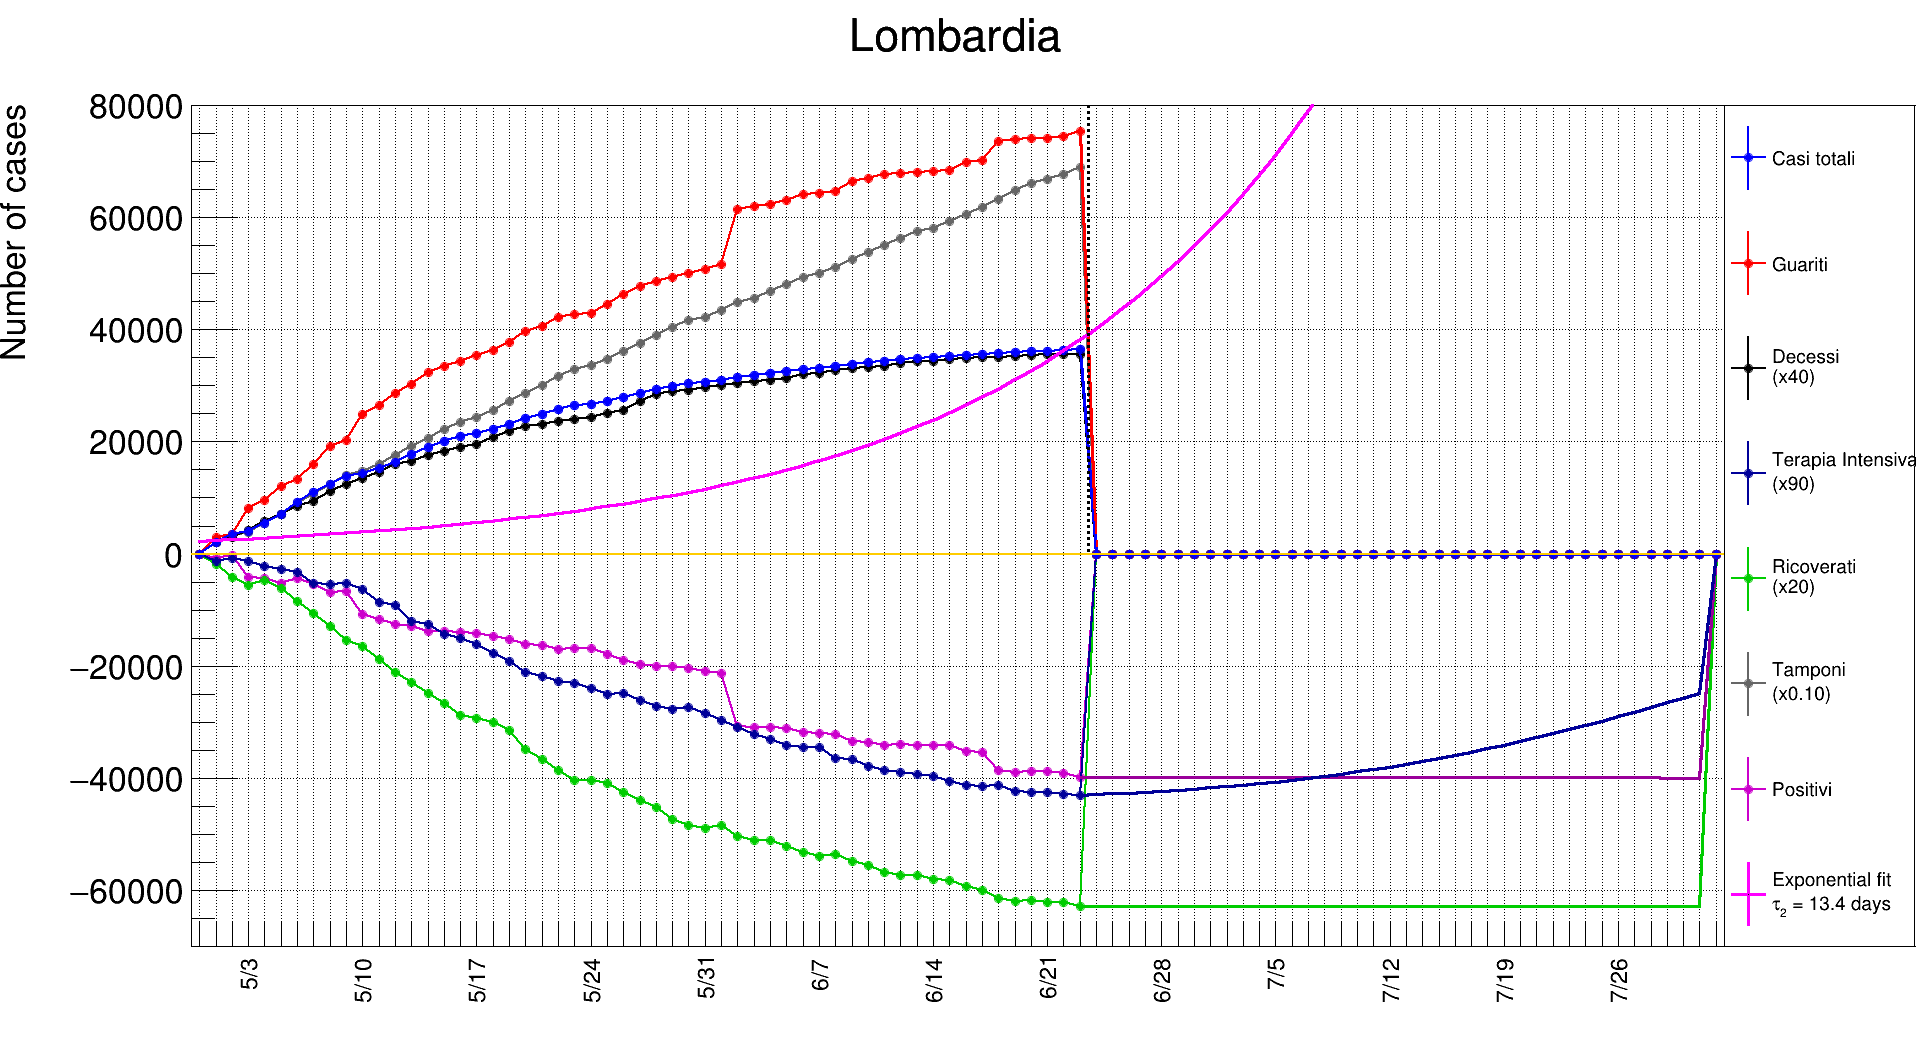 Lombardia
Number of cases
80000
60000
40000
20000
0
−20000
−40000
−60000
5/3
5/10
5/17
5/24
5/31
6/7
6/14
6/21
6/28
7/5
7/12
7/19
7/26
Casi totali
Guariti
Decessi
(x40)
Terapia Intensiva
(x90)
Ricoverati
(x20)
Tamponi
(x0.10)
Positivi
Exponential fit
τ2 = 13.4 days